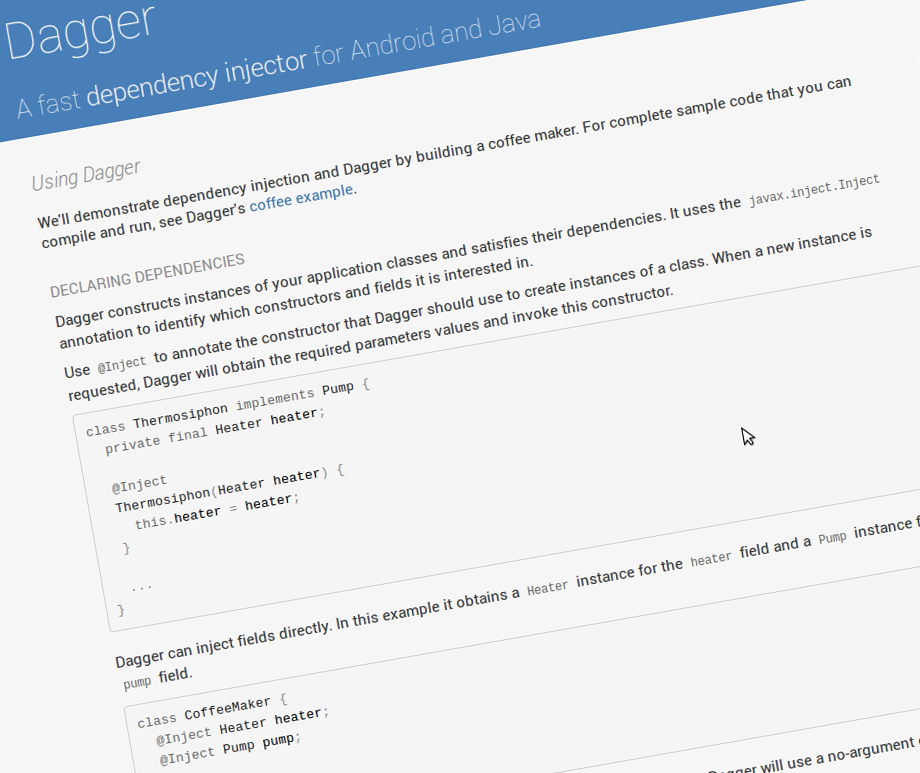 Dagger
A fast dependency injector for Android and Java
Using Dagger
We'll demonstrate dependency injection and Dagger by building a coffee maker. For complete sample code that you can
compile and run, see Dagger's coffee example.
DECLARING DEPENDENCIES
Dagger constructs instances of your application classes and satisfies their dependencies. It uses the javax.inject.Inject
annotation to identify which constructors and fields it is interested in.
Use @Inject to annotate the constructor that Dagger should use to create instances of a class. When a new instance is
requested, Dagger will obtain the required parameters values and invoke this constructor.
class Thermosiphon implements Pump {
private final Heater heater;
@Inject
Thermosiphon(Heater heater) {
this.heater = heater;
}
...
}
Dagger can inject fields directly. In this example it obtains a Heater instance for the heater field and a Pump instance
pump field.
class CoffeeMaker {
@Inject Heater heater;
@Inject Pump pump;
Dagger will use a no-argument